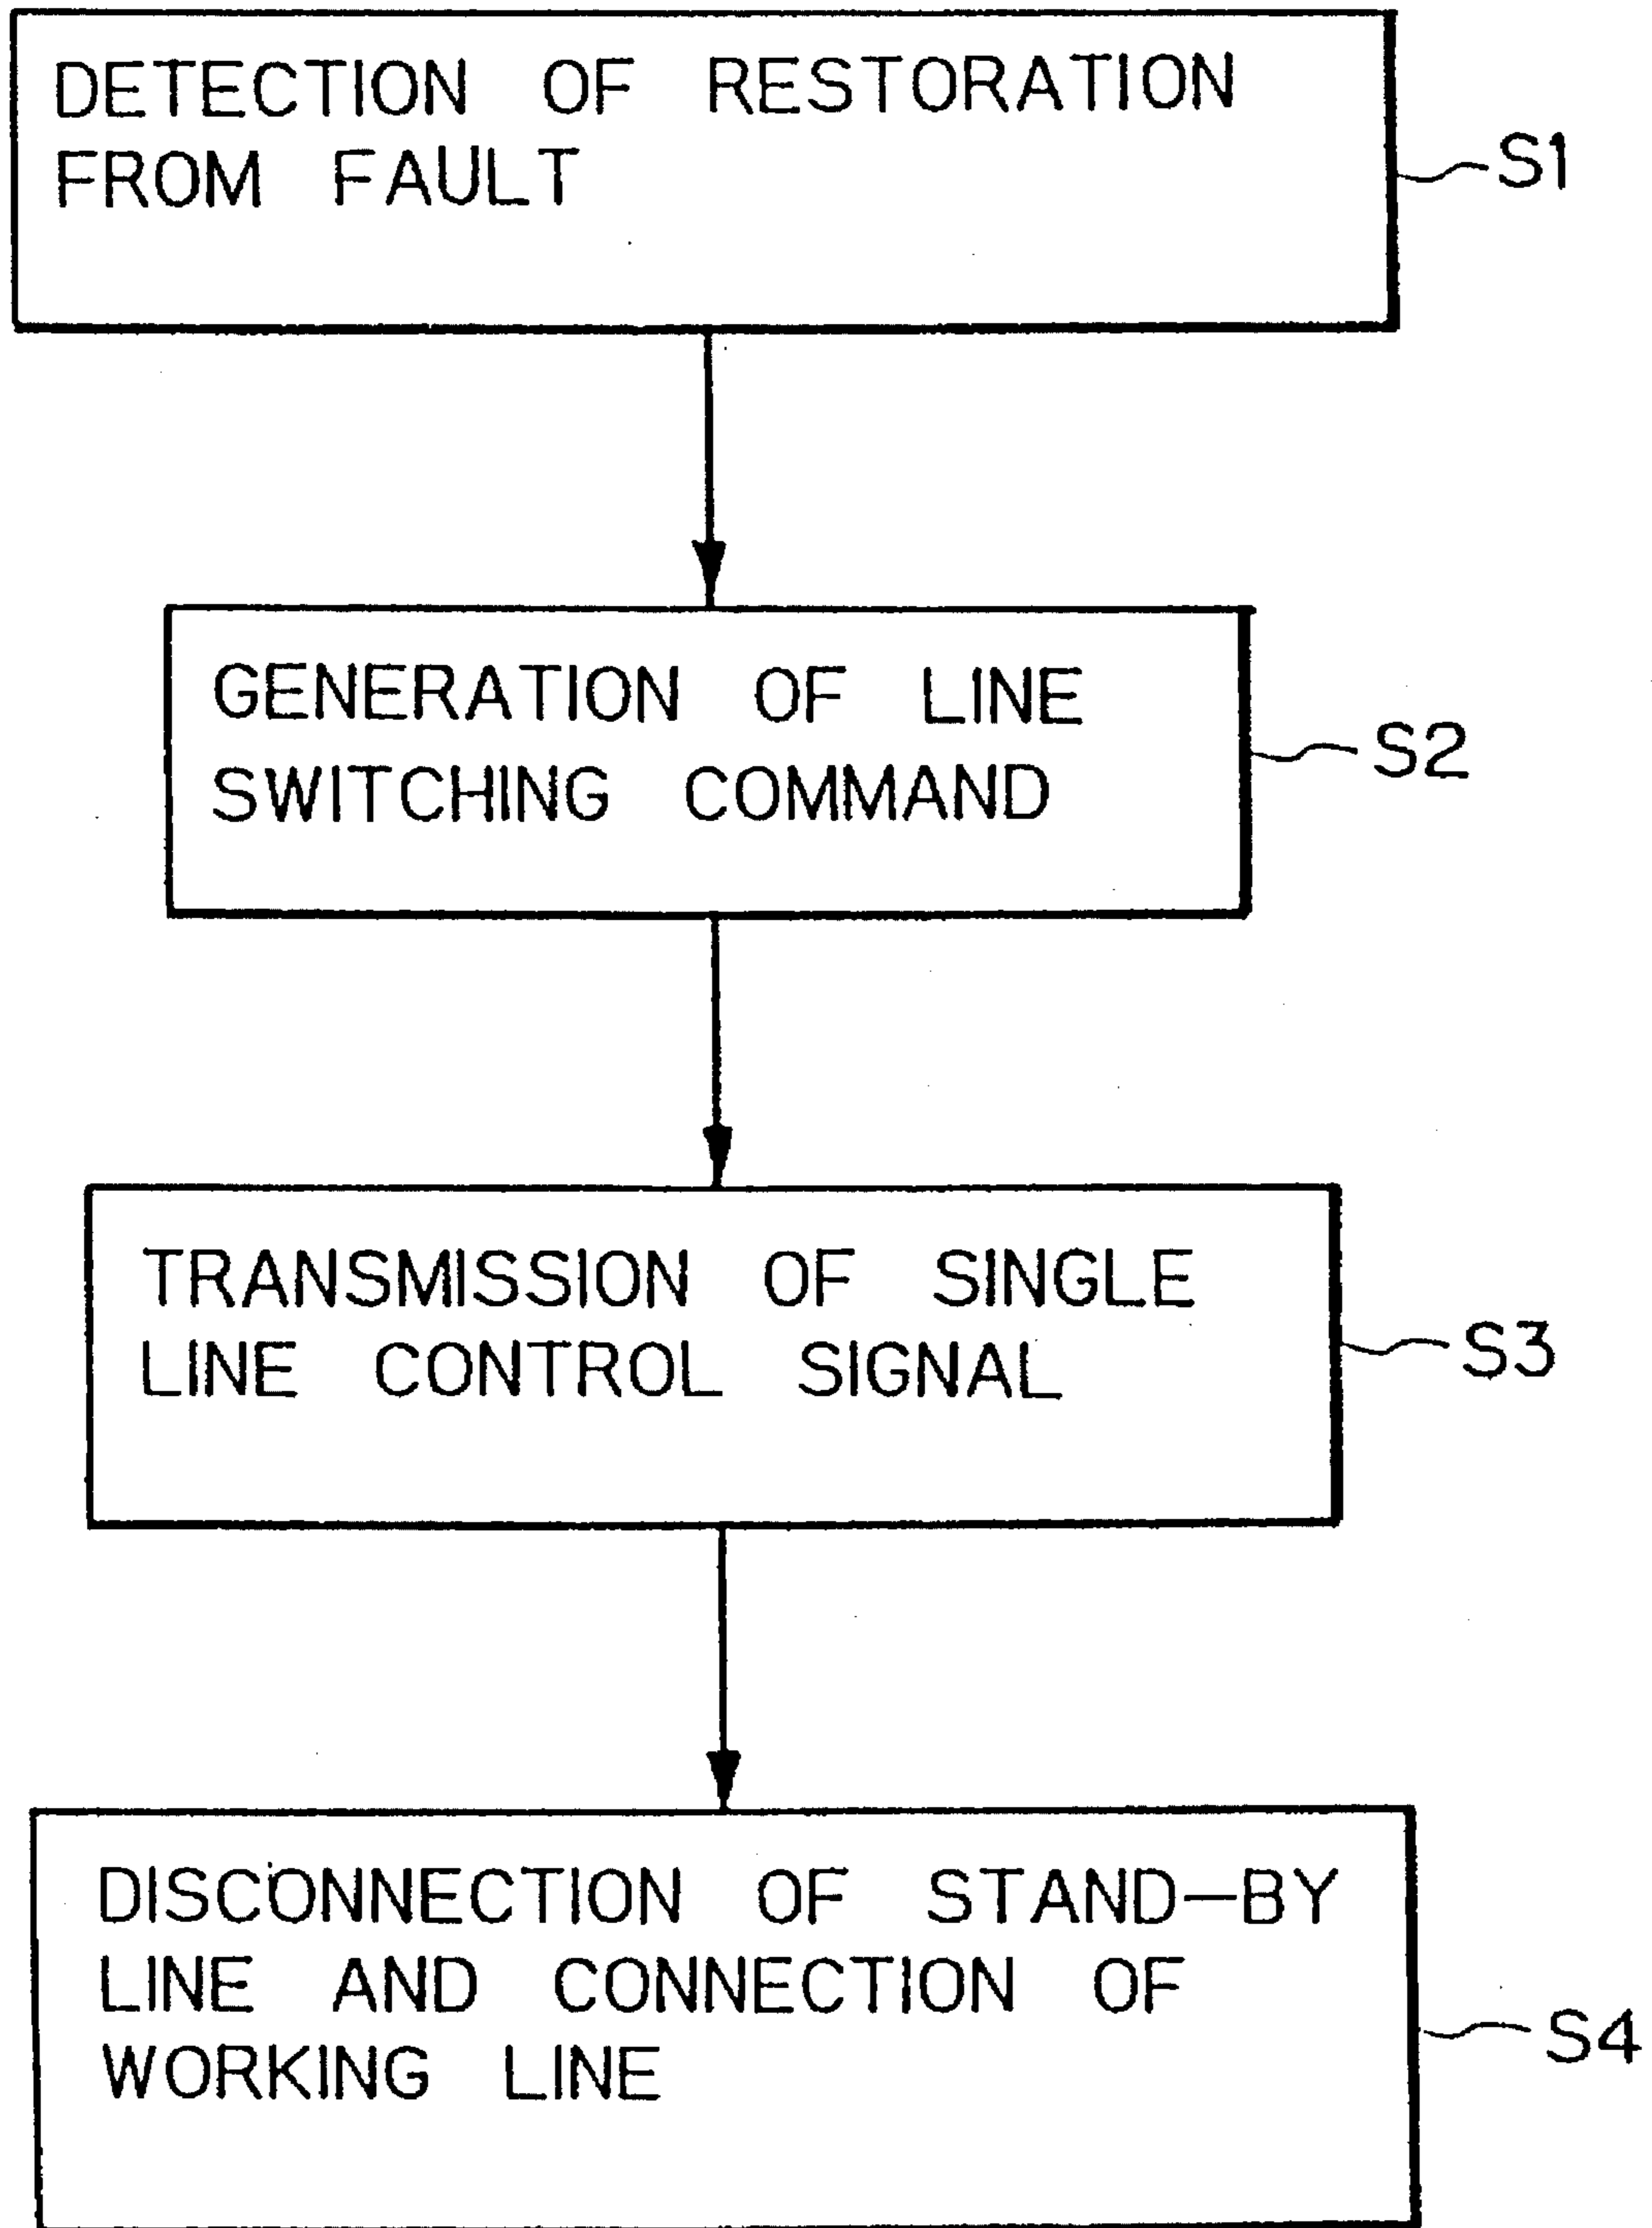 DETECTION OF RESTORATION
FROM FAULT
S1
GENERATION OF LINE
SWITCHING COMMAND
S2
TRANSMISSION OF SINGLE
LINE CONTROL SIGNAL
S3
DISCONNECTION OF STAND-BY
LINE AND CONNECTION OF
WORKING LINE
S4